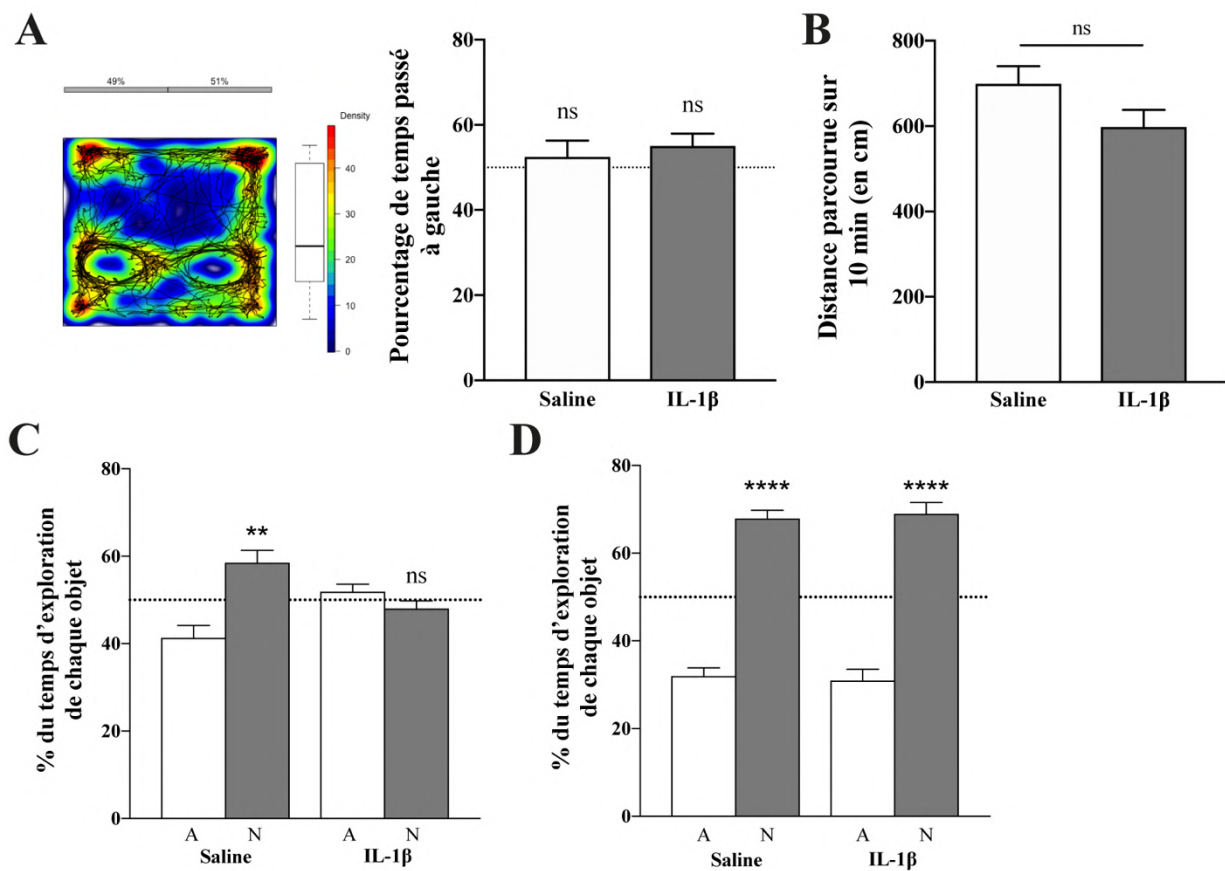 A
49% 51%
Density
40
30
20
10
0
Pourcentage de temps passé
à gauche
80
60
40
20
0
ns
ns
Saline IL-1β
B
Distance parcourue sur
10 min (en cm)
800
600
400
200
0
ns
Saline IL-1β
C
% du temps d'exploration
de chaque objet
80
60
40
20
0
**
ns
A N A N
Saline IL-1β
D
% du temps d'exploration
de chaque objet
80
60
40
20
0
****
****
A N A N
Saline IL-1β